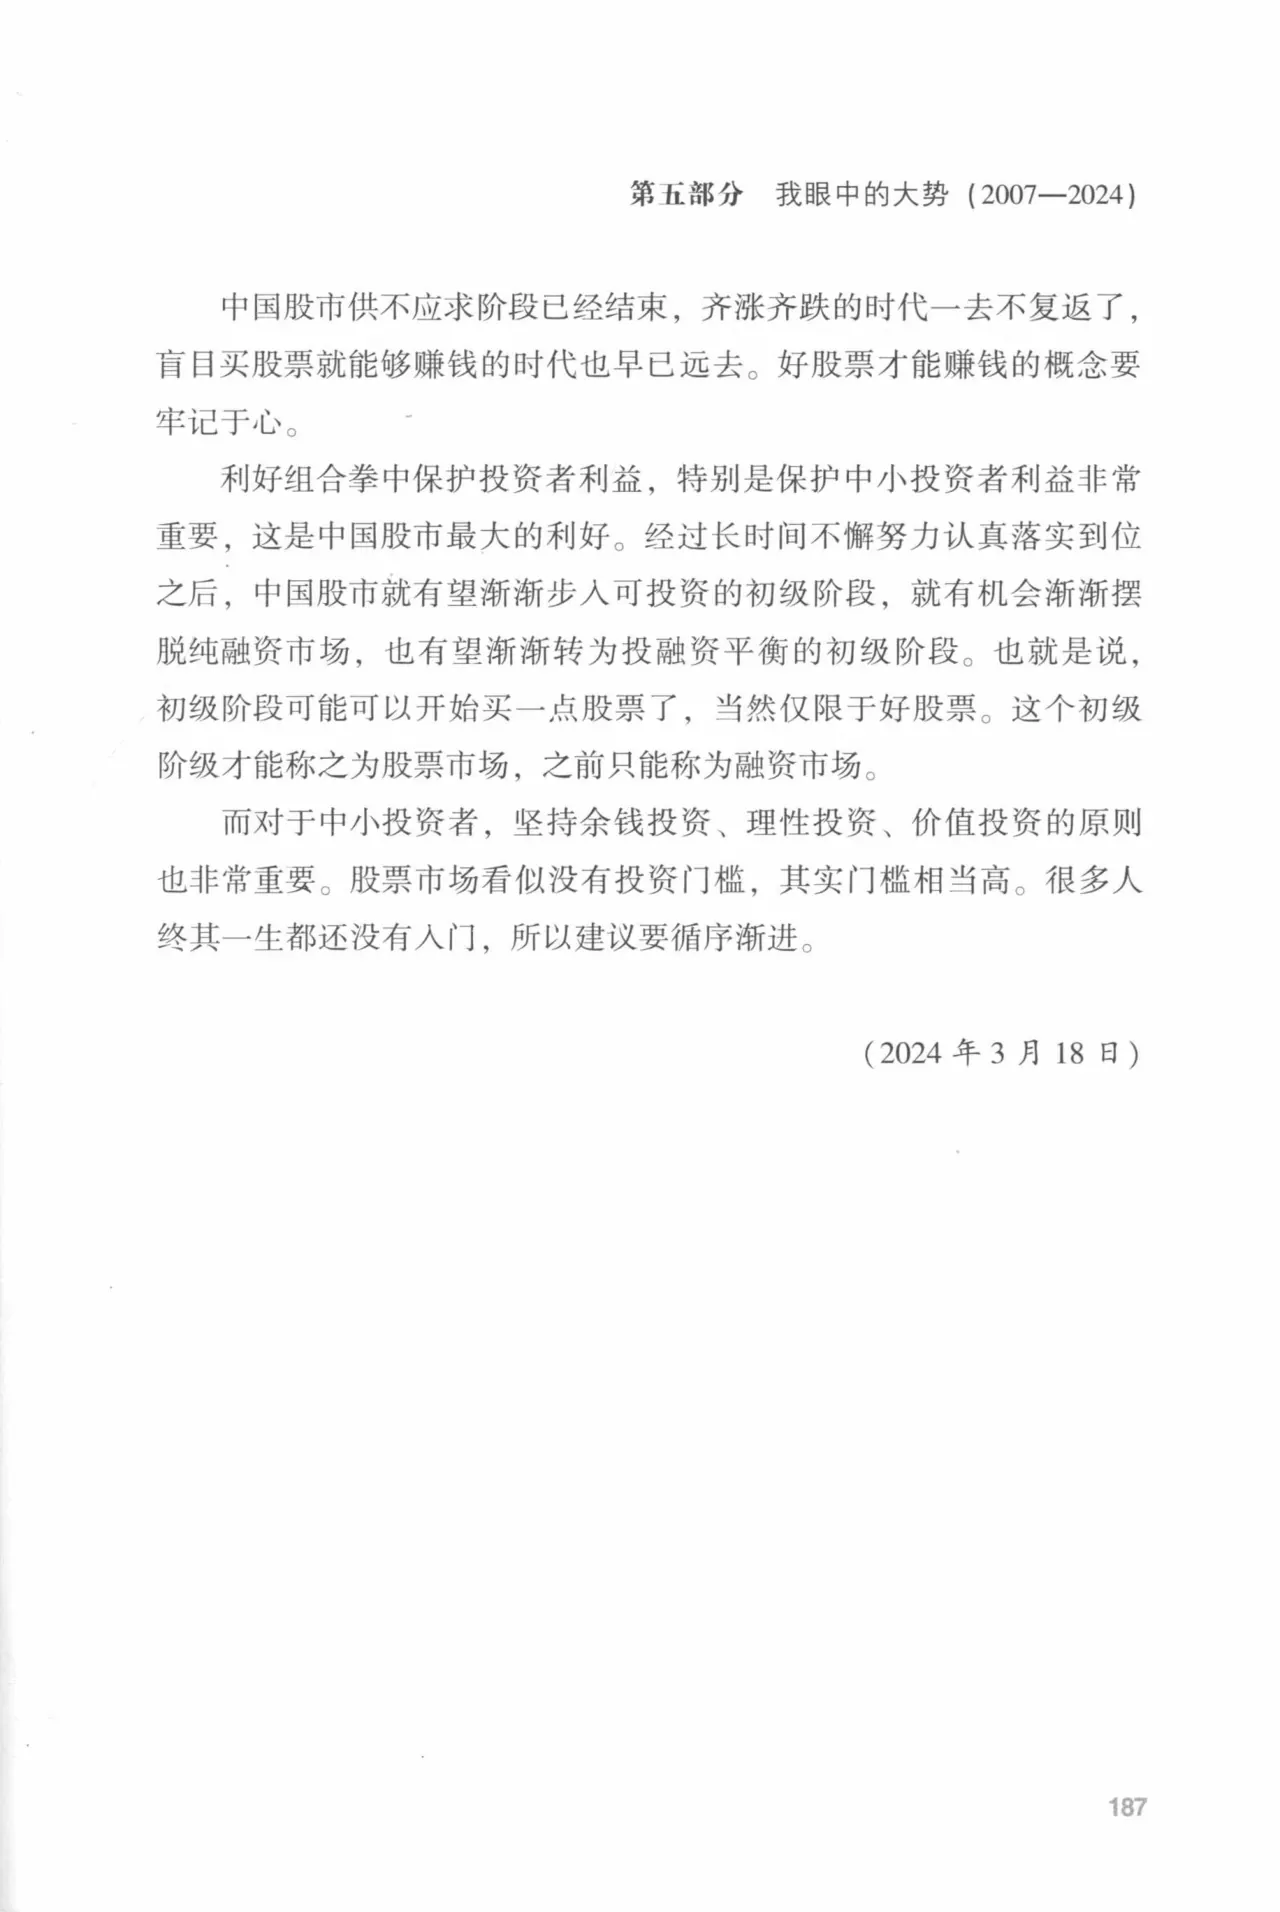 第五部分 我眼中的大势（2007—2024）
中国股市供不应求阶段已经结束，齐涨齐跌的时代一去不复返了，
盲目买股票就能够赚钱的时代也早已远去。好股票才能赚钱的概念要
牢记于心。
利好组合拳中保护投资者利益，特别是保护中小投资者利益非常
重要，这是中国股市最大的利好。经过长时间不懈努力认真落实到位
之后，中国股市就有望渐渐步入可投资的初级阶段，就有机会渐渐摆
脱纯融资市场，也有望渐渐转为投融资平衡的初级阶段。也就是说，
初级阶段可能可以开始买一点股票了，当然仅限于好股票。这个初级
阶级才能称之为股票市场，之前只能称为融资市场。
而对于中小投资者，坚持余钱投资、理性投资、价值投资的原则
也非常重要。股票市场看似没有投资门槛，其实门槛相当高。很多人
终其一生都还没有入门，所以建议要循序渐进。
（2024 年 3 月 18 日）
187